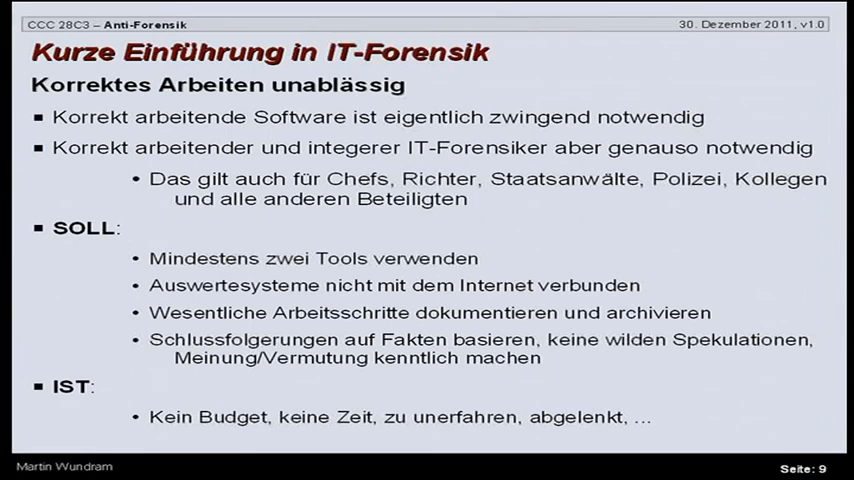 CCC 28C3 – Anti-Forensik
30. Dezember 2011, v1.0
Kurze Einführung in IT-Forensik
Korrektes Arbeiten unablässig
▪ Korrekt arbeitende Software ist eigentlich zwingend notwendig
▪ Korrekt arbeitender und integerer IT-Forensiker aber genauso notwendig
• Das gilt auch für Chefs, Richter, Staatsanwälte, Polizei, Kollegen
und alle anderen Beteiligten
▪ SOLL:
• Mindestens zwei Tools verwenden
• Auswertesysteme nicht mit dem Internet verbunden
• Wesentliche Arbeitsschritte dokumentieren und archivieren
• Schlussfolgerungen auf Fakten basieren, keine wilden Spekulationen,
Meinung/Vermutung kenntlich machen
▪ IST:
• Kein Budget, keine Zeit, zu unerfahren, abgelenkt, ...
Martin Wundram
Seite: 9